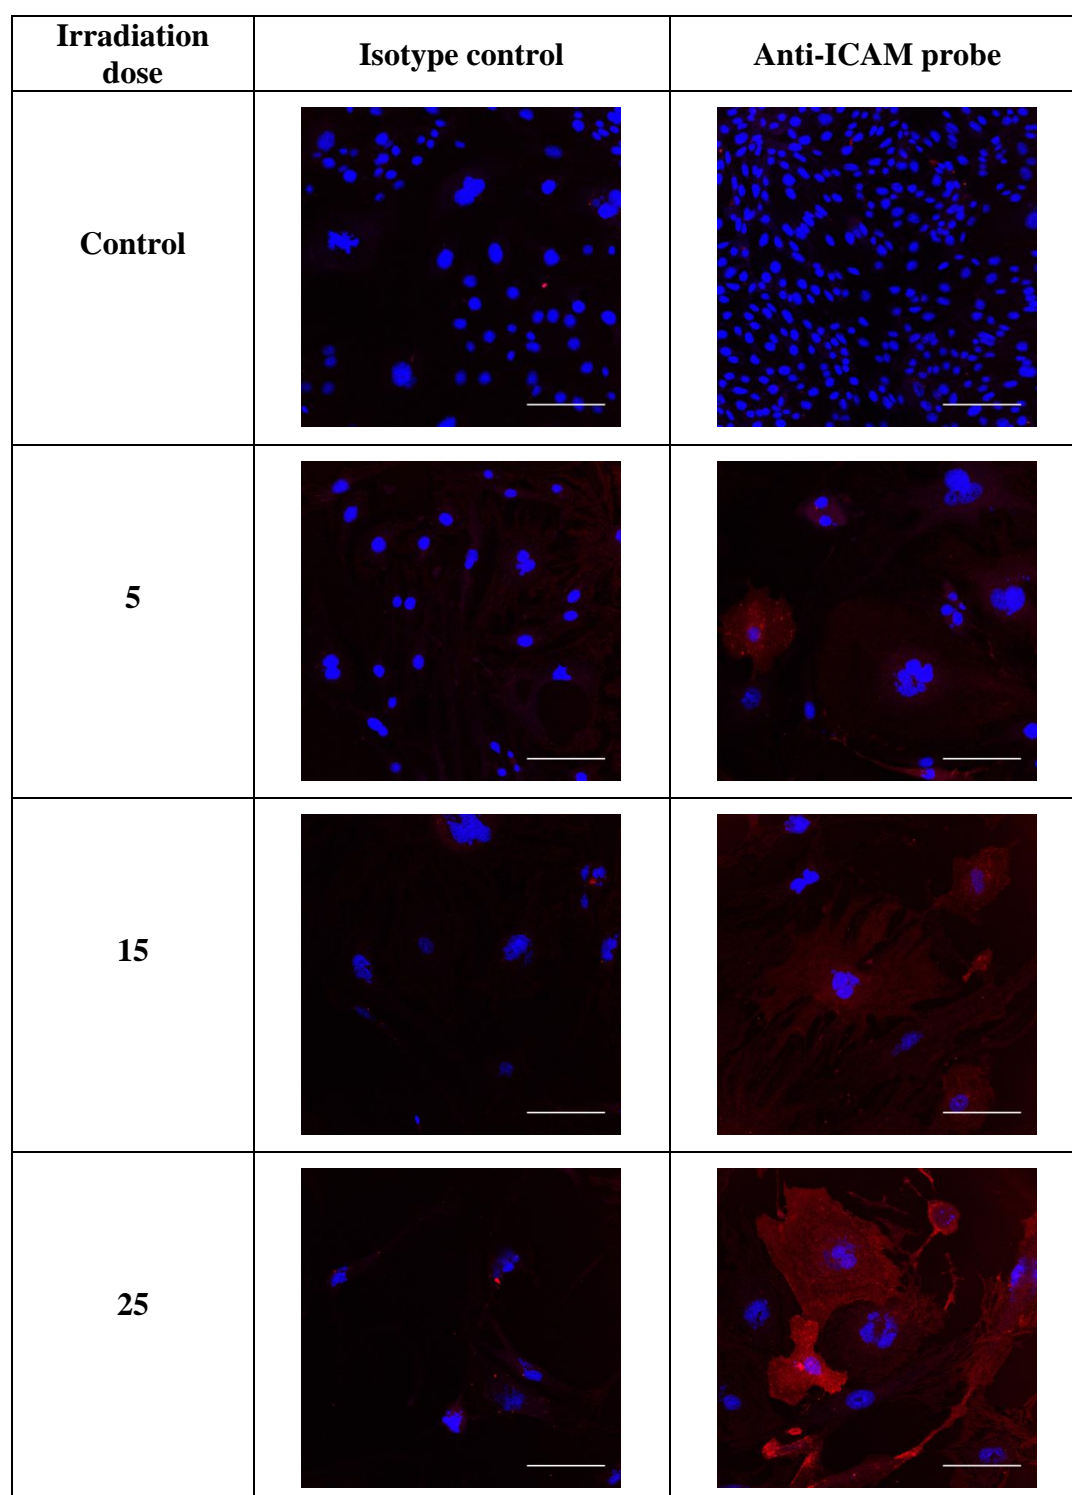 Irradiation
dose
Isotype control
Anti-ICAM probe
Control
5
15
25